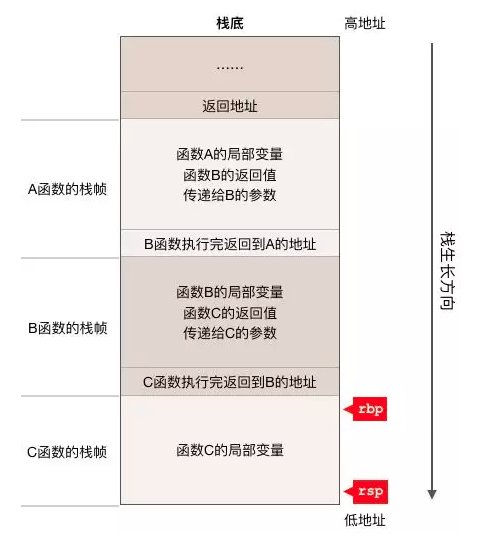 栈底
高地址
……
返回地址
函数A的局部变量
函数B的返回值
传递给B的参数
A函数的栈帧
B函数执行完返回到A的地址
栈生长方向
函数B的局部变量
函数C的返回值
传递给C的参数
B函数的栈帧
C函数执行完返回到B的地址
rbp
函数C的局部变量
C函数的栈帧
rsp
低地址